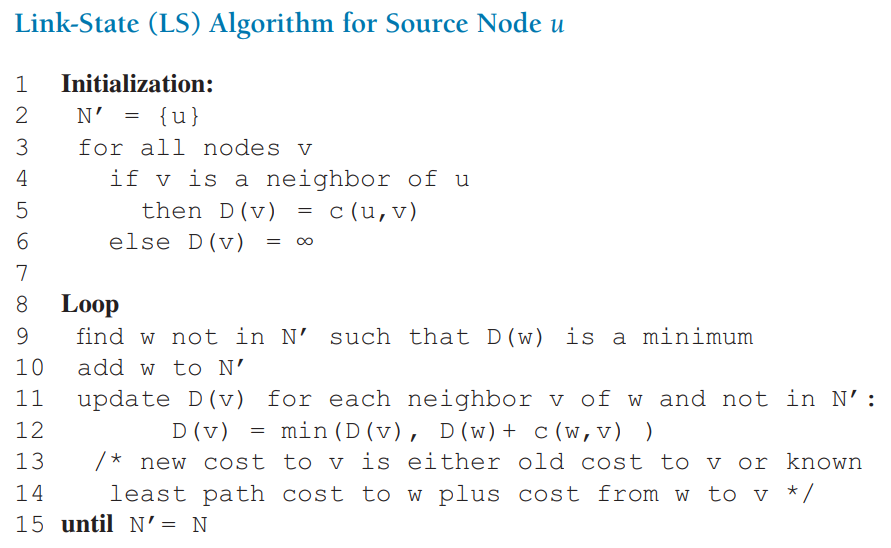 Link-State (LS) Algorithm for Source Node u
1 Initialization:
2 N′ = {u}
3 for all nodes v
4 if v is a neighbor of u
5 then D(v) = c(u,v)
6 else D(v) = ∞
7
8 Loop
9 find w not in N′ such that D(w) is a minimum
10 add w to N′
11 update D(v) for each neighbor v of w and not in N′:
12 D(v) = min(D(v), D(w)+ c(w,v) )
13 /* new cost to v is either old cost to v or known
14 least path cost to w plus cost from w to v */
15 until N′= N